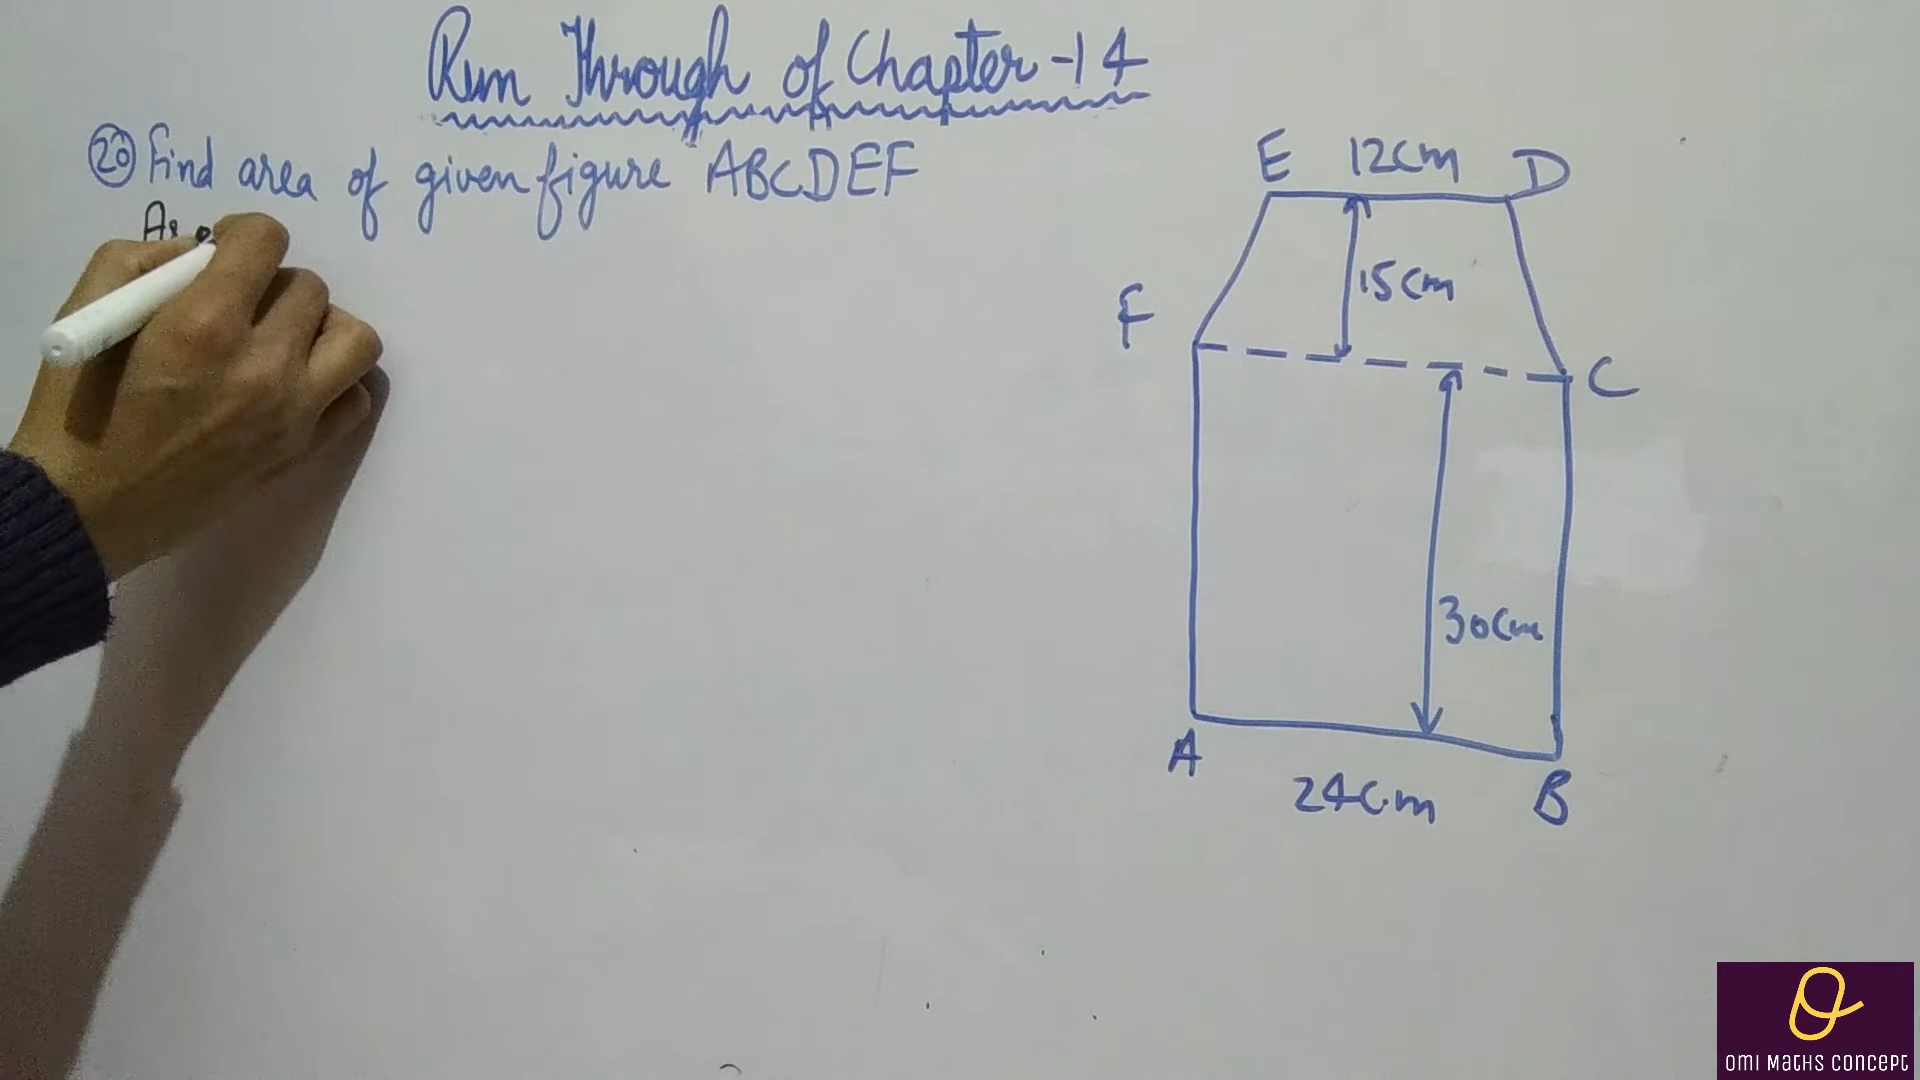 Run Through of Chapter-14
20 Find area of given figure ABCDEF
E 12cm D
15cm
F
C
30cm
A
B
24cm
OMI MATHS CONCEPT